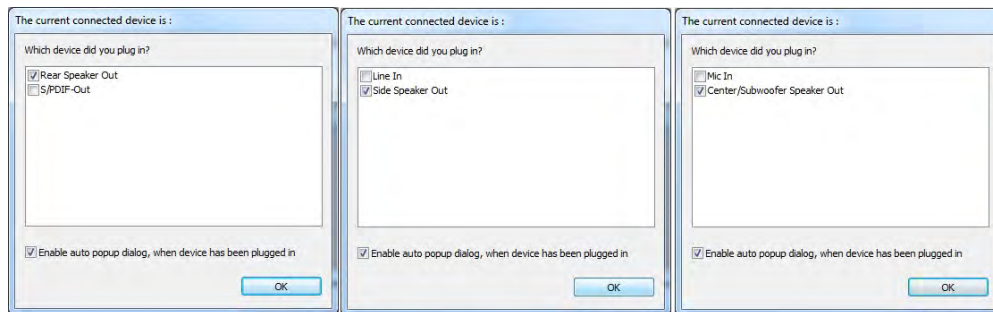 The current connected device is :
Which device did you plug in?
Rear Speaker Out
S/PDIF-Out
Enable auto popup dialog, when device has been plugged in
OK
The current connected device is :
Which device did you plug in?
Line In
Side Speaker Out
Enable auto popup dialog, when device has been plugged in
OK
The current connected device is :
Which device did you plug in?
Mic In
Center/Subwoofer Speaker Out
Enable auto popup dialog, when device has been plugged in
OK